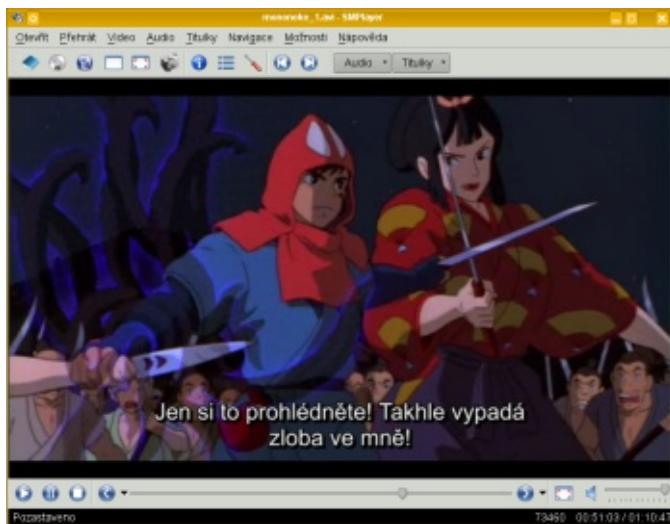 mononoke_1.avi - SMPlayer
Otevřít Přehrát Video Audio Titulky Navigace Možnosti Nápověda
Audio Titulky
Jen si to prohlédněte! Takhle vypadá
zloba ve mně!
Pozastaveno 73460 00:51:03 / 01:10:47